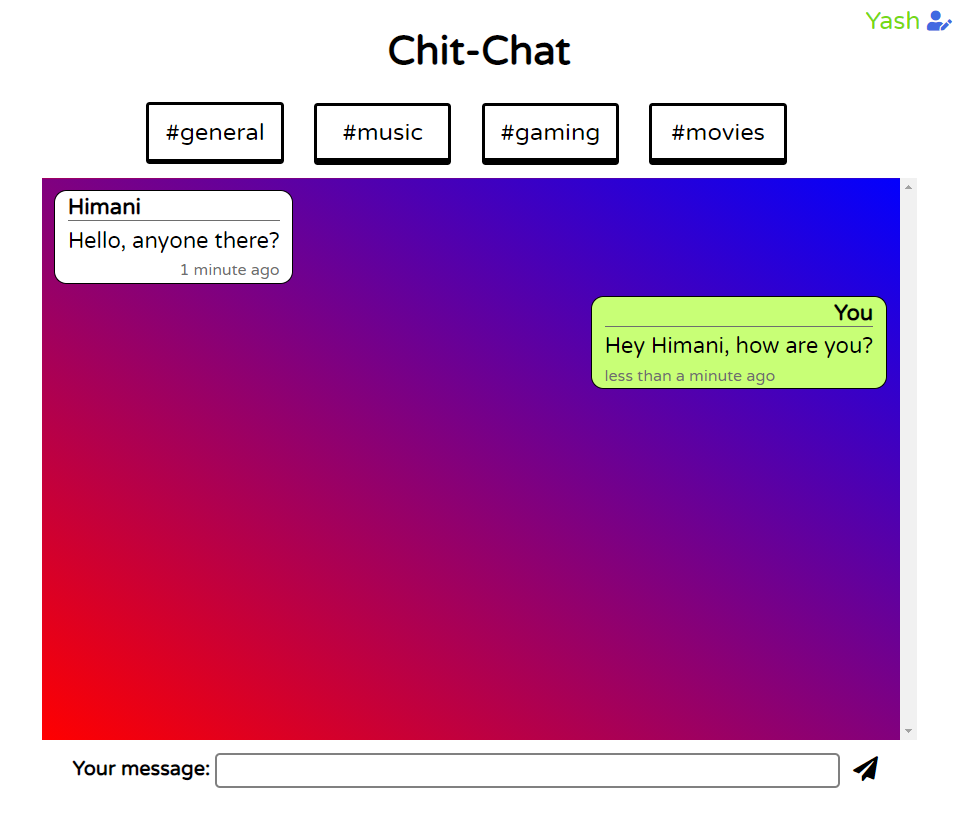 Yash
Chit-Chat
#general #music #gaming #movies
Himani
Hello, anyone there?
1 minute ago
You
Hey Himani, how are you?
less than a minute ago
Your message: